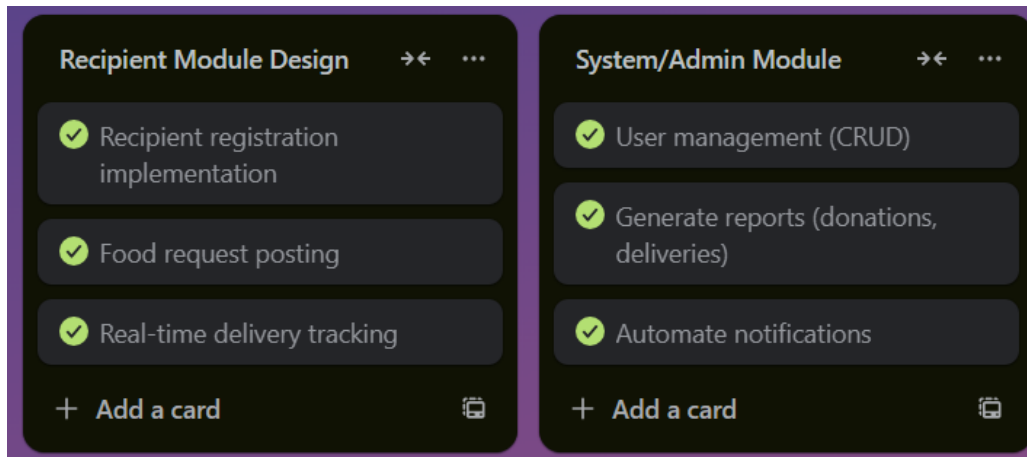 Recipient Module Design
Recipient registration
implementation
Food request posting
Real-time delivery tracking
+ Add a card
System/Admin Module
User management (CRUD)
Generate reports (donations,
deliveries)
Automate notifications
+ Add a card